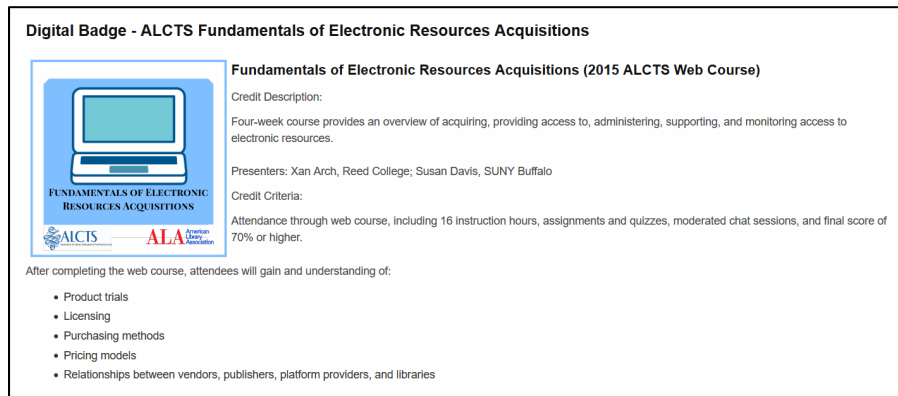 Digital Badge - ALCTS Fundamentals of Electronic Resources Acquisitions
Fundamentals of Electronic Resources Acquisitions (2015 ALCTS Web Course)
Credit Description:
Four-week course provides an overview of acquiring, providing access to, administering, supporting, and monitoring access to
electronic resources.
Presenters: Xan Arch, Reed College; Susan Davis, SUNY Buffalo
Credit Criteria:
Attendance through web course, including 16 instruction hours, assignments and quizzes, moderated chat sessions, and final score of
70% or higher.
FUNDAMENTALS OF ELECTRONIC
RESOURCES ACQUISITIONS
ALCTS
ALA American
Library
Association
After completing the web course, attendees will gain and understanding of:
• Product trials
• Licensing
• Purchasing methods
• Pricing models
• Relationships between vendors, publishers, platform providers, and libraries